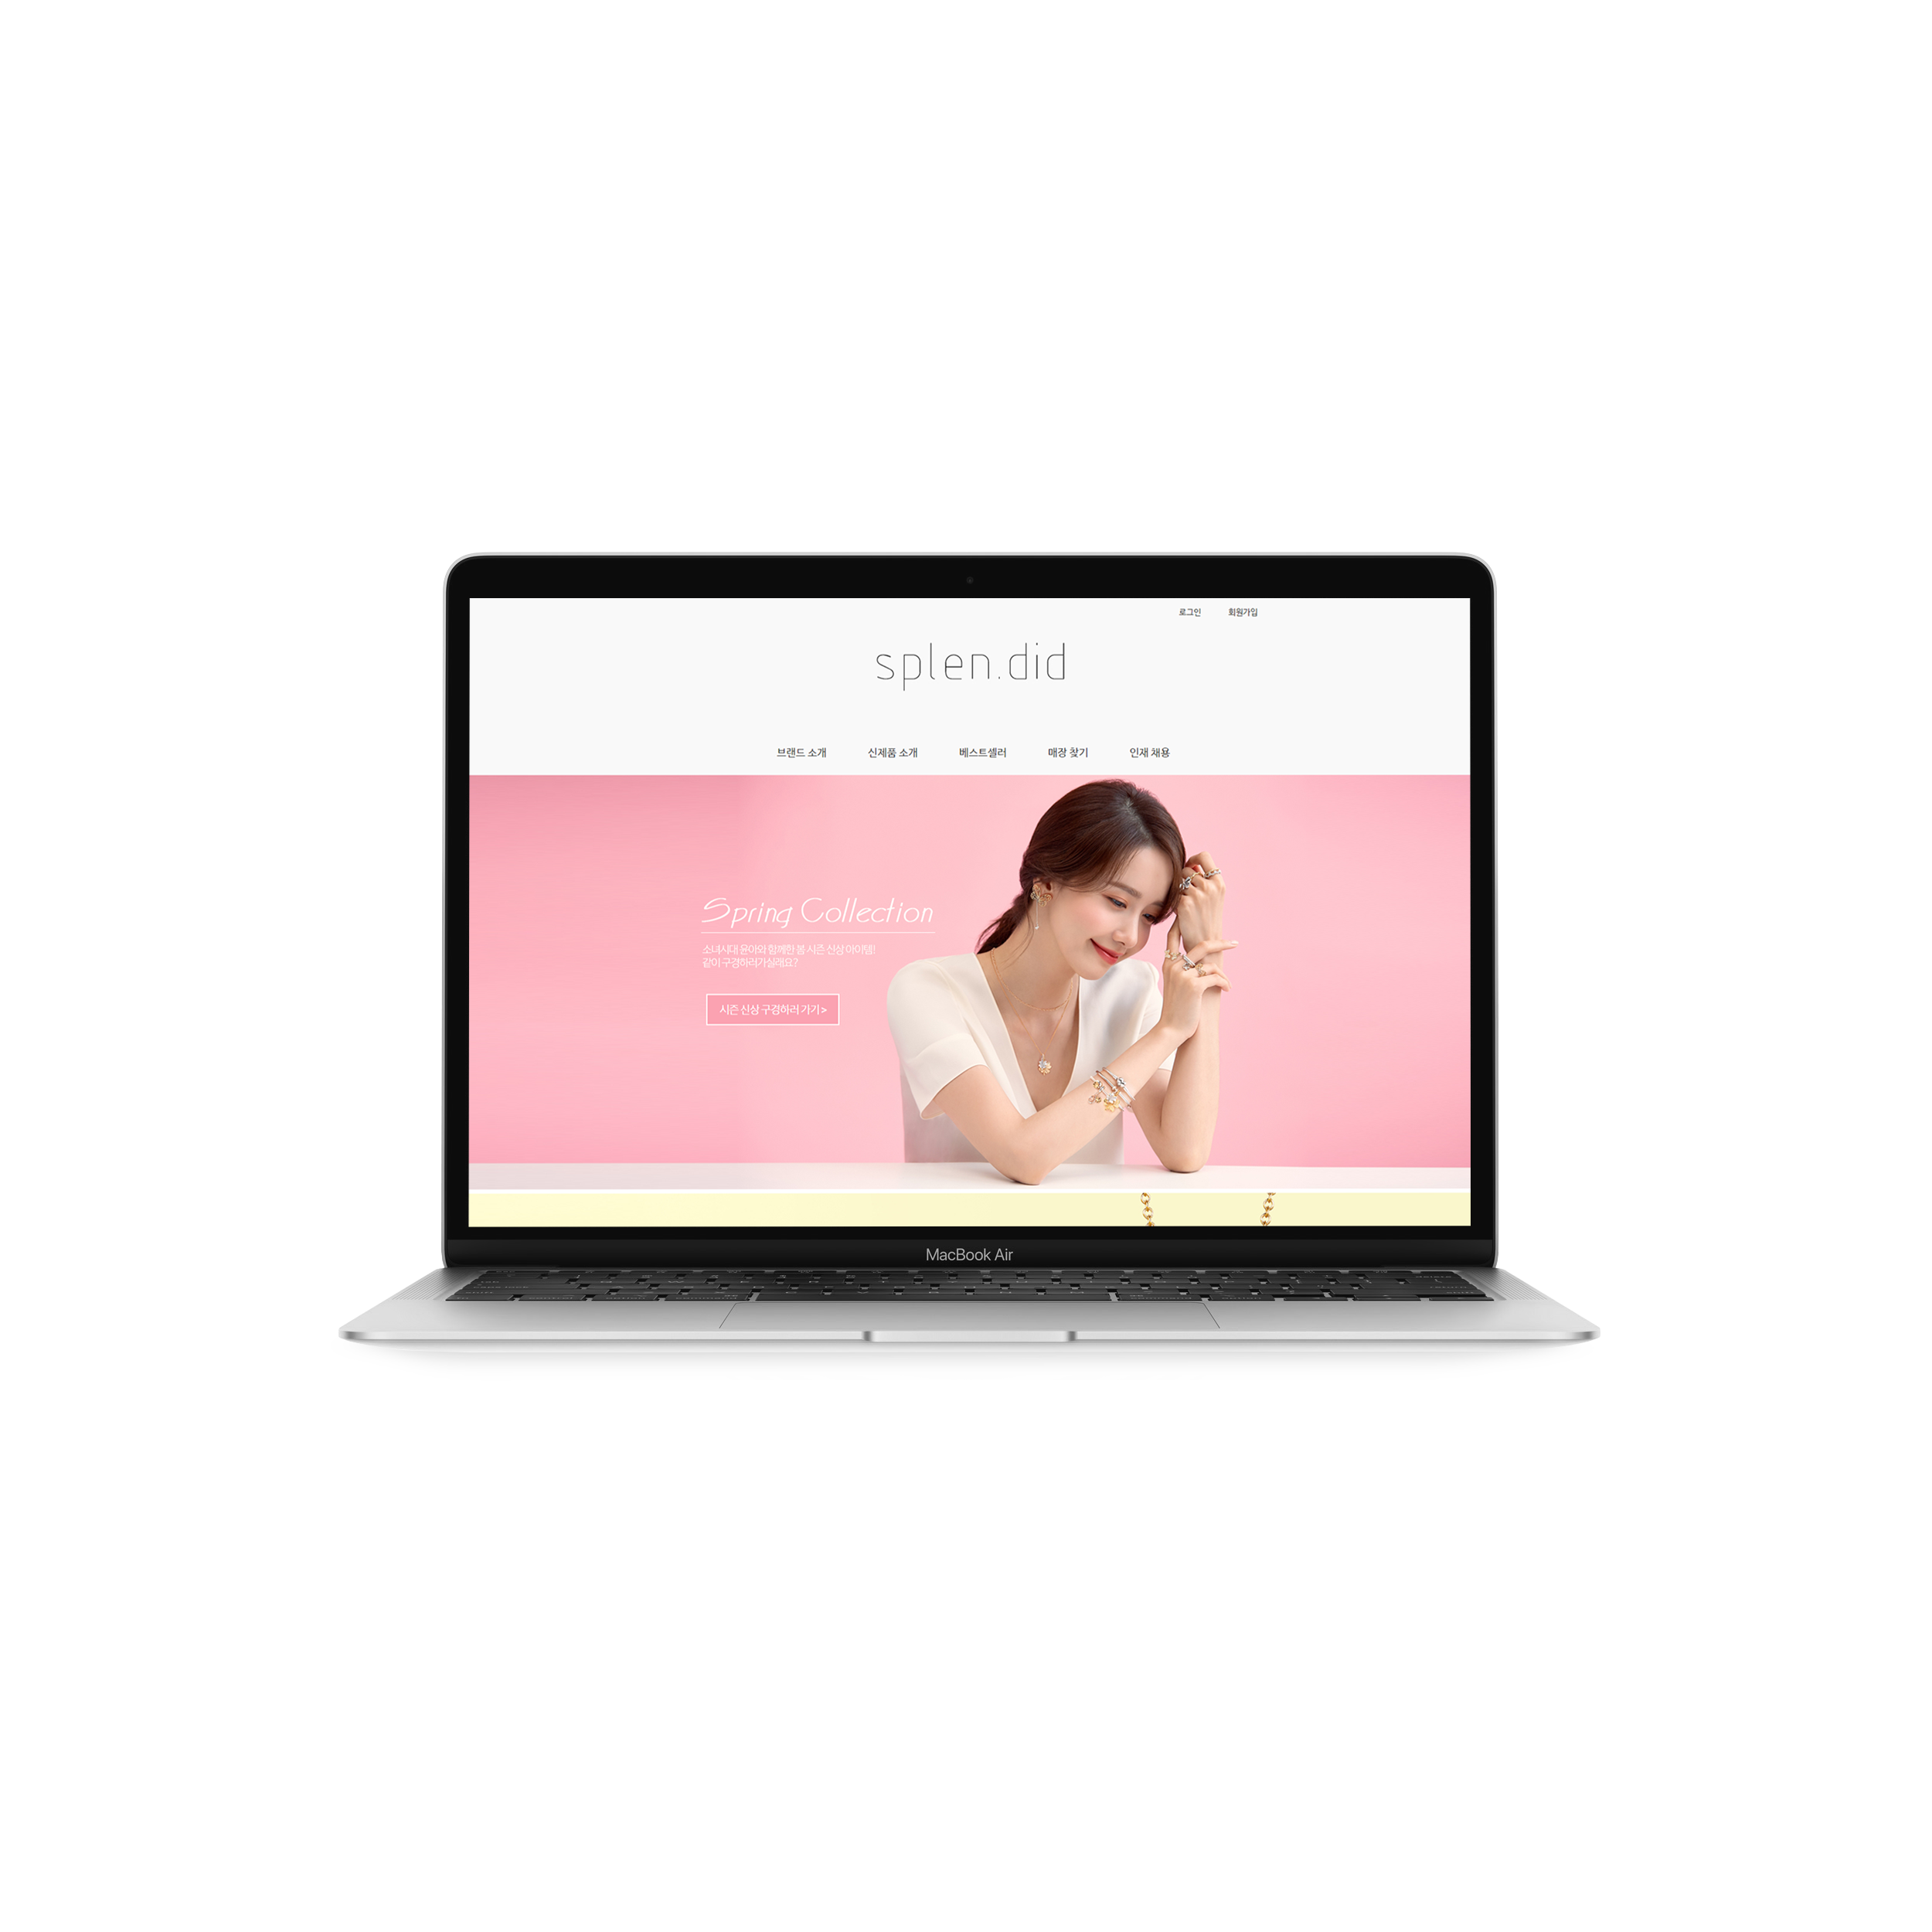 로그인 회원가입
splen.did
브랜드 소개 신제품 소개 베스트셀러 매장 찾기 인재 채용
Spring Collection
소녀시대 윤아와 함께한 봄 시즌 신상 아이템!
같이 구경하러가실래요?
시즌 신상 구경하러 가기 >
MacBook Air